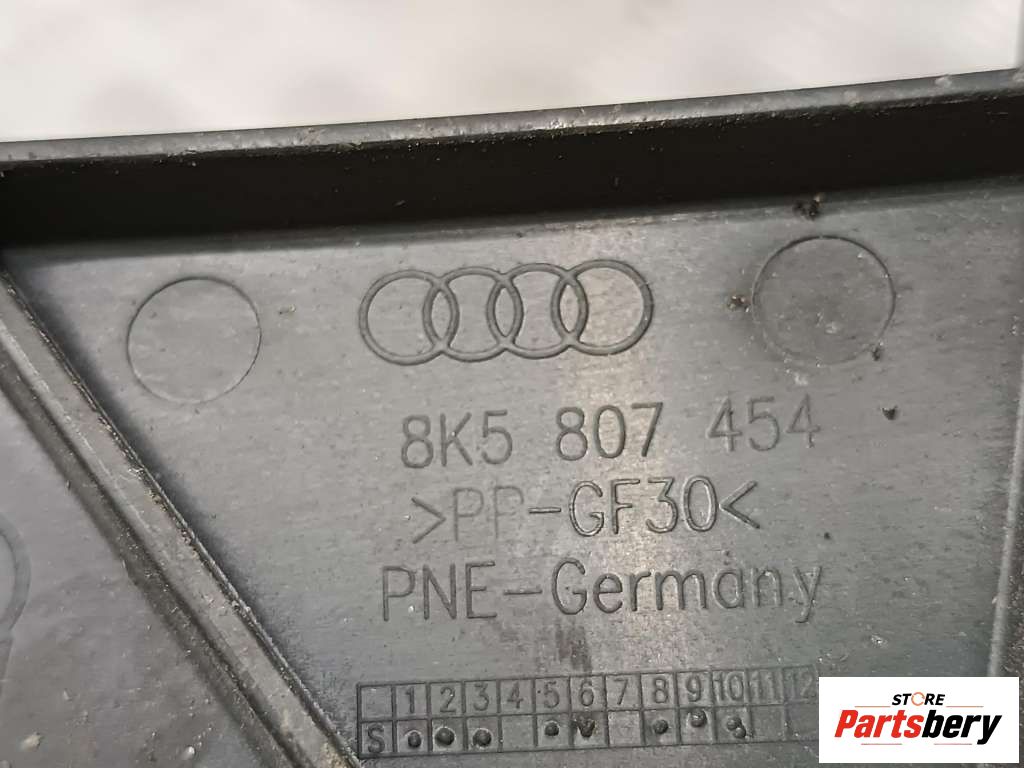 8K5 807 454
>PP-GF30<
PNE-Germany
1 2 3 4 5 6 7 8 9 10 11 12
S
STORE
Partsbery